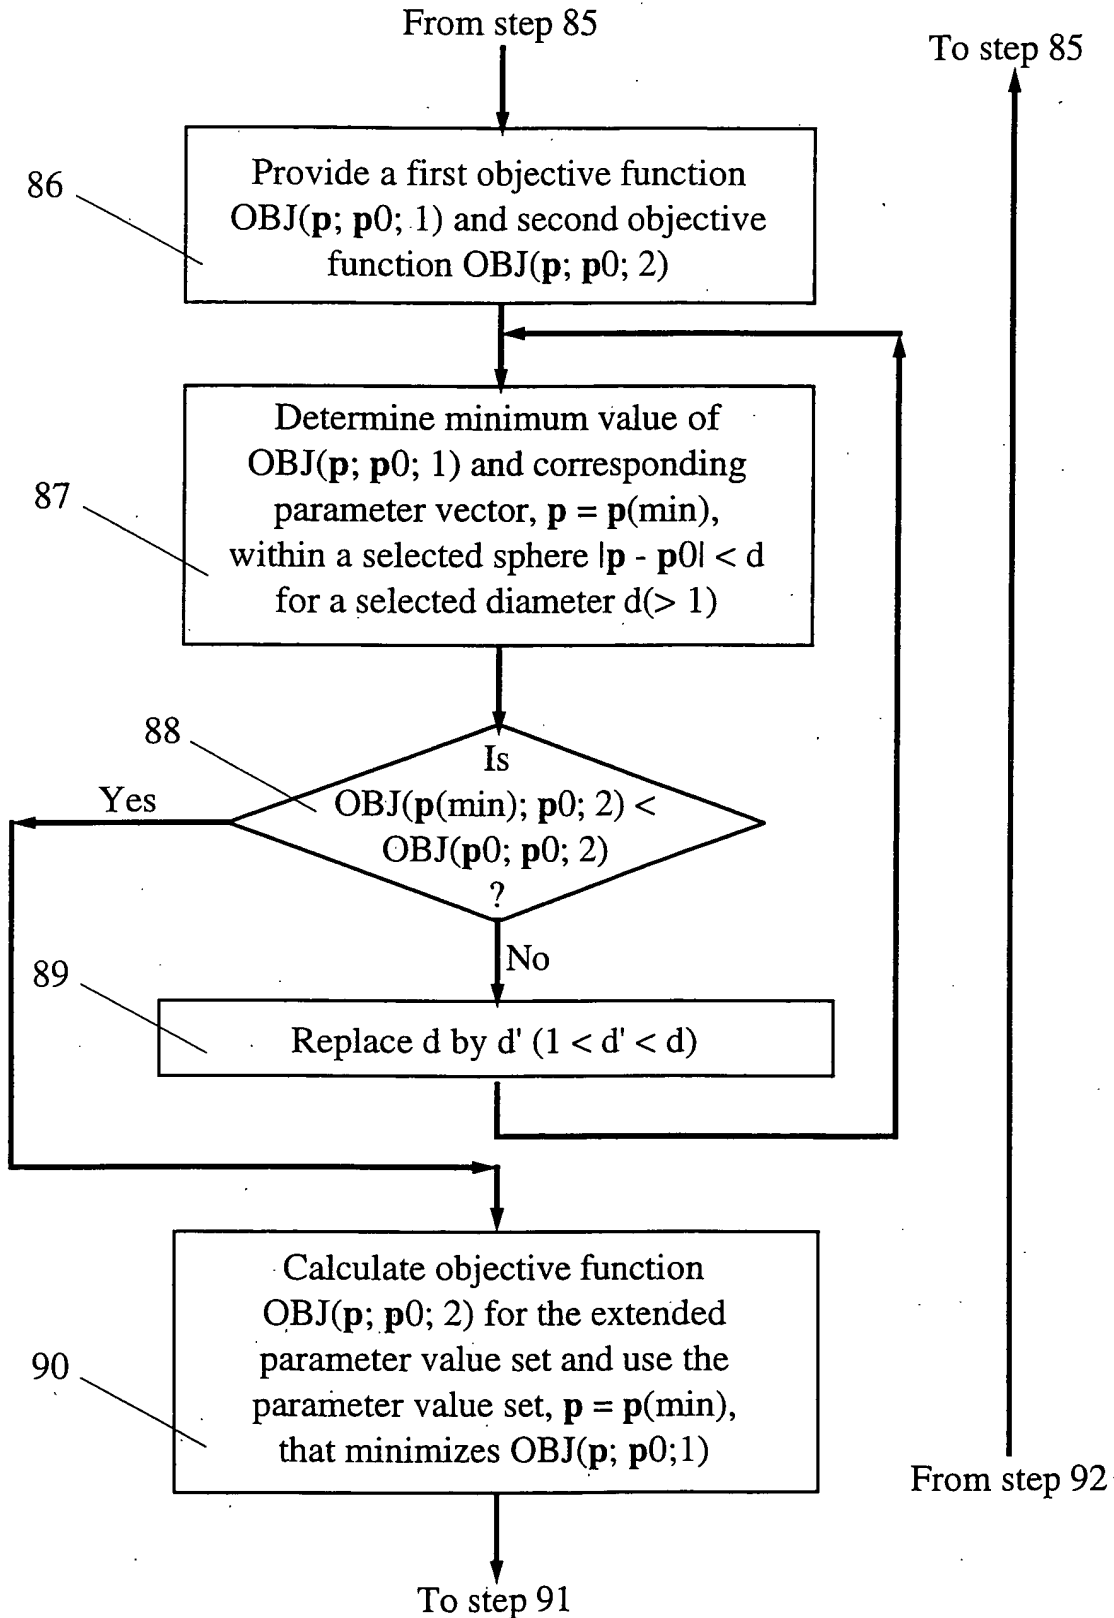 From step 85
To step 85
86
Provide a first objective function
OBJ(p; p0; 1) and second objective
function OBJ(p; p0; 2)
87
Determine minimum value of
OBJ(p; p0; 1) and corresponding
parameter vector, p = p(min),
within a selected sphere |p - p0| < d
for a selected diameter d(> 1)
88
Is
OBJ(p(min); p0; 2) <
OBJ(p0; p0; 2)
?
Yes
No
89
Replace d by d' (1 < d' < d)
90
Calculate objective function
OBJ(p; p0; 2) for the extended
parameter value set and use the
parameter value set, p = p(min),
that minimizes OBJ(p; p0;1)
From step 92
To step 91